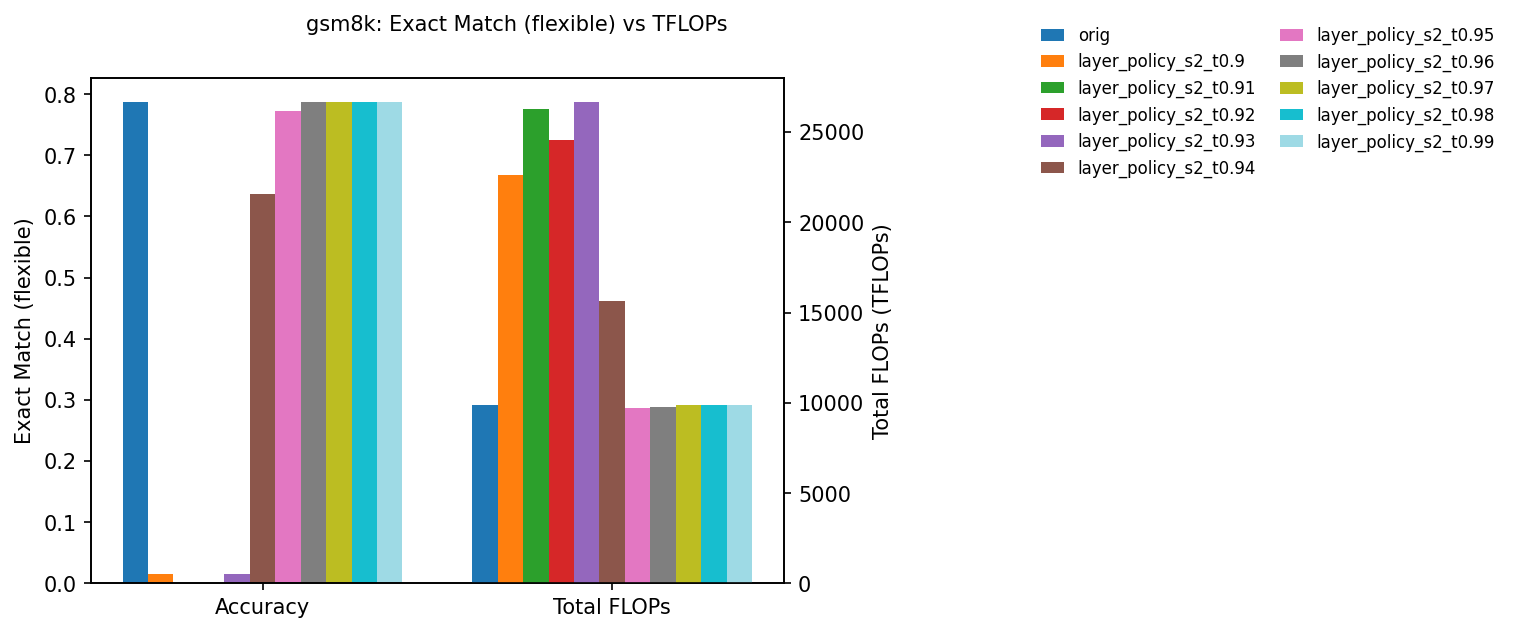 gsm8k: Exact Match (flexible) vs TFLOPs
orig
layer_policy_s2_t0.9
layer_policy_s2_t0.91
layer_policy_s2_t0.92
layer_policy_s2_t0.93
layer_policy_s2_t0.94
layer_policy_s2_t0.95
layer_policy_s2_t0.96
layer_policy_s2_t0.97
layer_policy_s2_t0.98
layer_policy_s2_t0.99
Exact Match (flexible)
0.8
0.7
0.6
0.5
0.4
0.3
0.2
0.1
0.0
Accuracy
Total FLOPs
25000
20000
15000
10000
5000
0
Total FLOPs (TFLOPs)